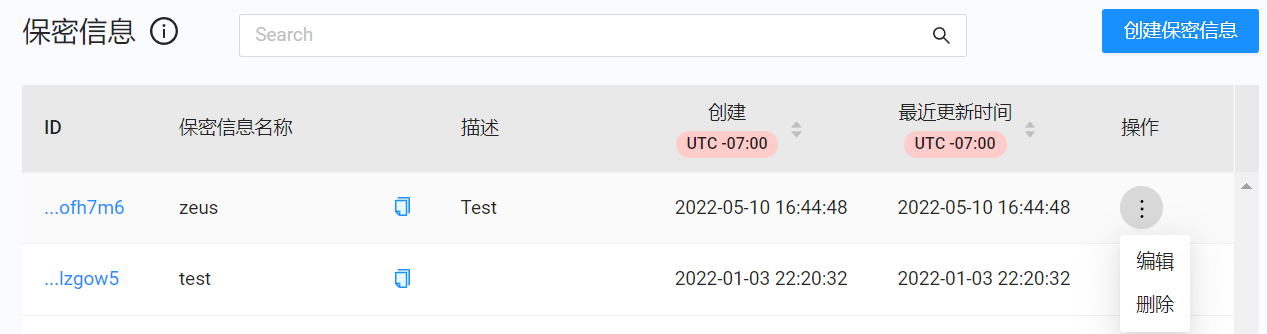 保密信息
Search
创建保密信息
ID
保密信息名称
描述
创建
UTC -07:00
最近更新时间
UTC -07:00
操作
...ofh7m6
zeus
Test
2022-05-10 16:44:48
2022-05-10 16:44:48
编辑
...lzgow5
test
2022-01-03 22:20:32
2022-01-03 22:20:32
删除